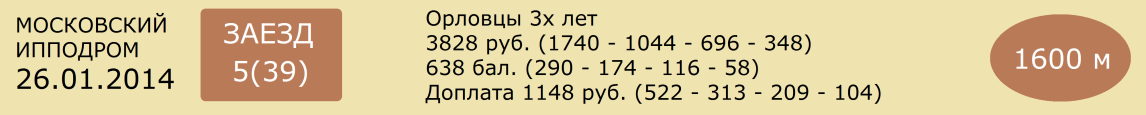 МОСКОВСКИЙ
ИППОДРОМ
26.01.2014
ЗАЕЗД
5(39)
Орловцы 3х лет
3828 руб. (1740 - 1044 - 696 - 348)
638 бал. (290 - 174 - 116 - 58)
Доплата 1148 руб. (522 - 313 - 209 - 104)
1600 м